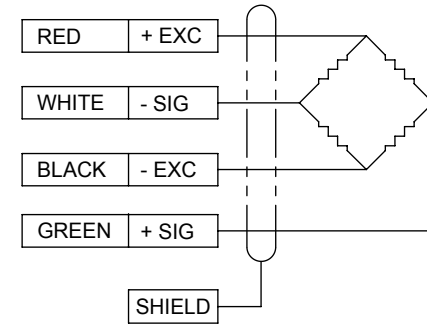 RED + EXC
WHITE - SIG
BLACK - EXC
GREEN + SIG
SHIELD